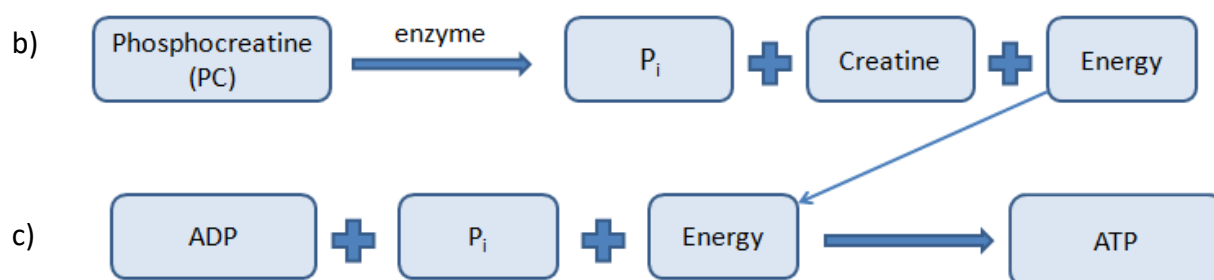 b) Phosphocreatine (PC) enzyme Pi Creatine Energy
c) ADP Pi Energy ATP